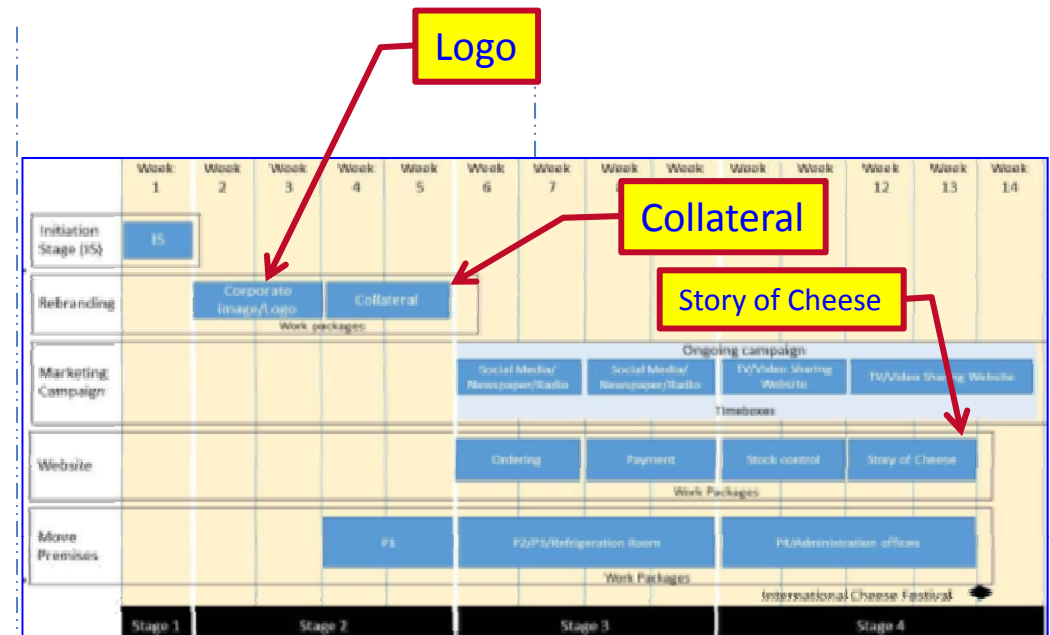 Logo
Week Week Week Week Week Week Week Week Week Week Week Week Week
1 2 3 4 5 6 7 12 13 14
Collateral
Initiation
Stage (IS)
IS
Story of Cheese
Rebranding
Corporate
image/Logo
Collateral
Work packages
Ongoing campaign
Marketing
Campaign
Social Media/
Newspaper/Radio
Social Media/
Newspaper/Radio
TV/Video Sharing
Website
TV/Video Sharing Website
Timeboxes
Website
Ordering
Payment
Stock control
Story of Cheese
Work Packages
Move
Premises
P1
P2/P3/Refrigeration Room
P4/Administration offices
Work Packages
International Cheese Festival
Stage 1 Stage 2 Stage 3 Stage 4